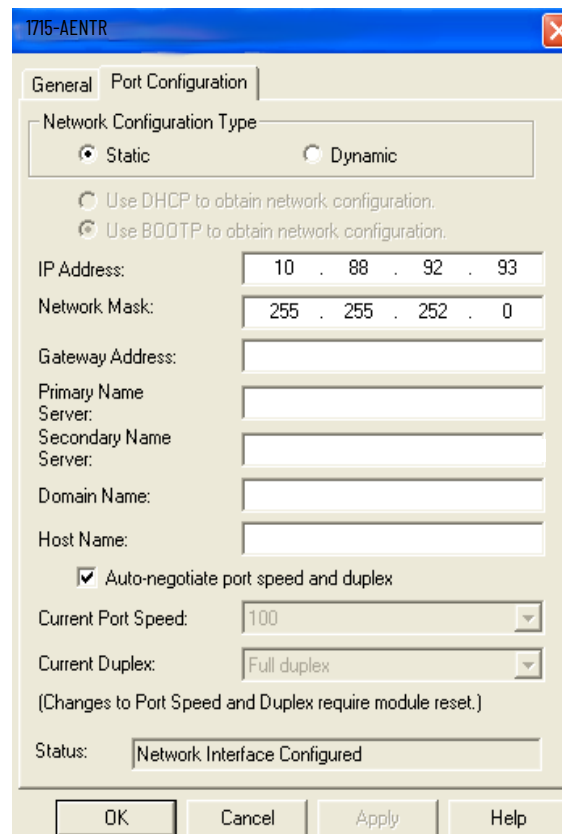 1715-AENTR
General Port Configuration
Network Configuration Type
Static Dynamic
Use DHCP to obtain network configuration.
Use BOOTP to obtain network configuration.
IP Address: 10 . 88 . 92 . 93
Network Mask: 255 . 255 . 252 . 0
Gateway Address:
Primary Name
Server:
Secondary Name
Server:
Domain Name:
Host Name:
Auto-negotiate port speed and duplex
Current Port Speed: 100
Current Duplex: Full duplex
(Changes to Port Speed and Duplex require module reset.)
Status: Network Interface Configured
OK Cancel Apply Help